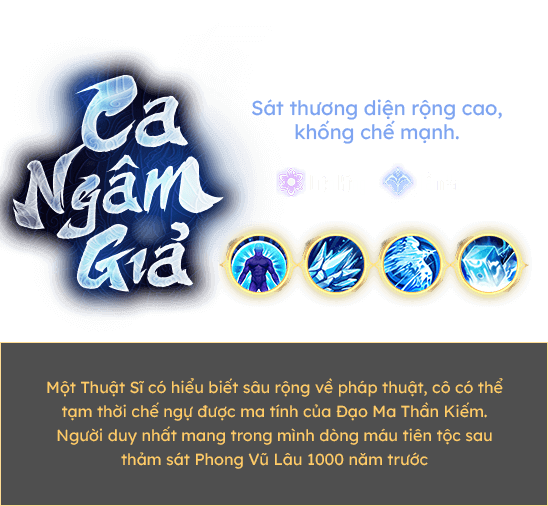 Ca
Ngâm
Giả
Sát thương diện rộng cao,
khống chế mạnh.
Một Thuật Sĩ có hiểu biết sâu rộng về pháp thuật, cô có thể
tạm thời chế ngự được ma tính của Đạo Ma Thần Kiếm.
Người duy nhất mang trong mình dòng máu tiên tộc sau
thảm sát Phong Vũ Lâu 1000 năm trước